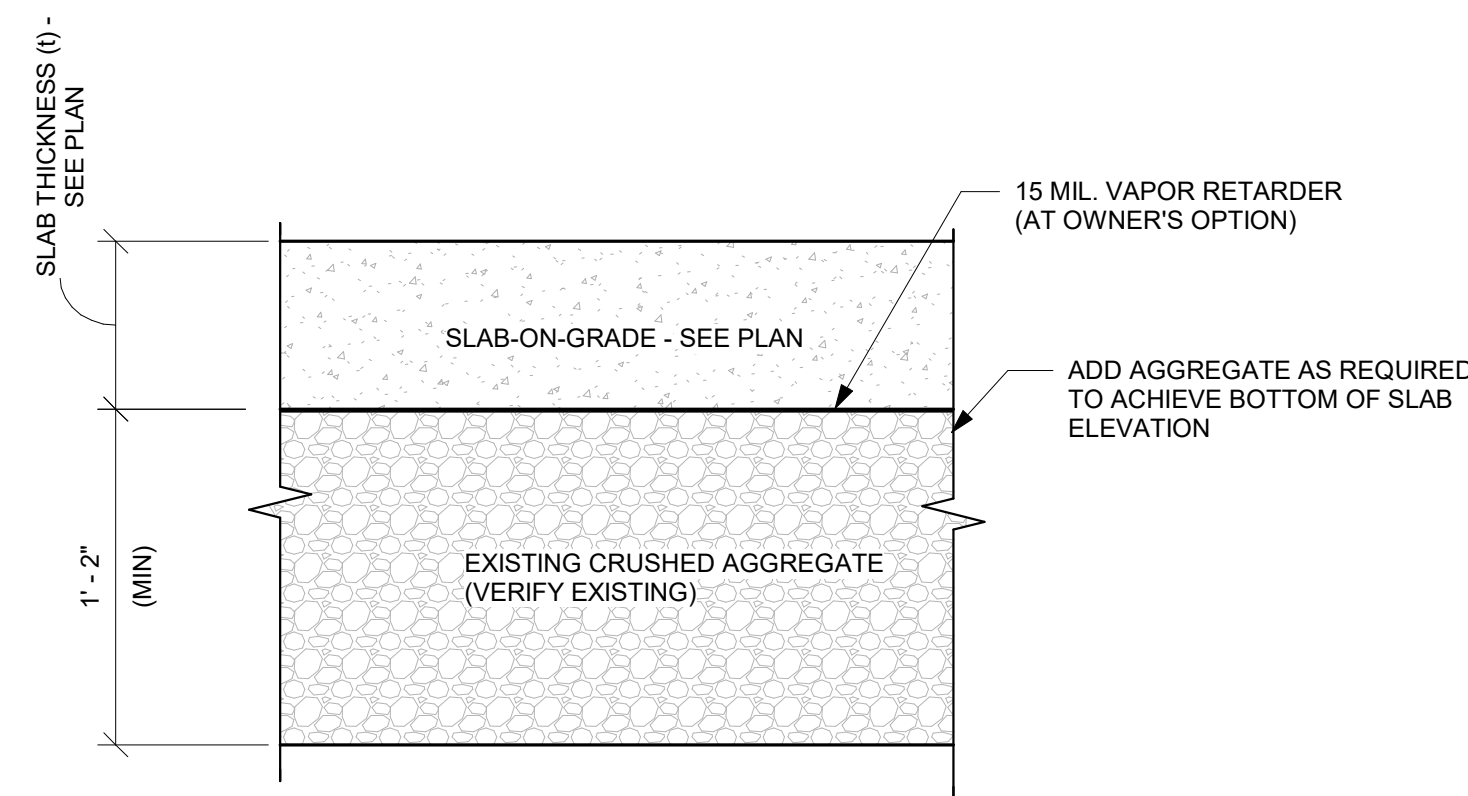 SLAB THICKNESS (t) -
SEE PLAN
15 MIL. VAPOR RETARDER
(AT OWNER'S OPTION)
SLAB-ON-GRADE - SEE PLAN
ADD AGGREGATE AS REQUIRED
TO ACHIEVE BOTTOM OF SLAB
ELEVATION
1' - 2"
(MIN)
EXISTING CRUSHED AGGREGATE
(VERIFY EXISTING)